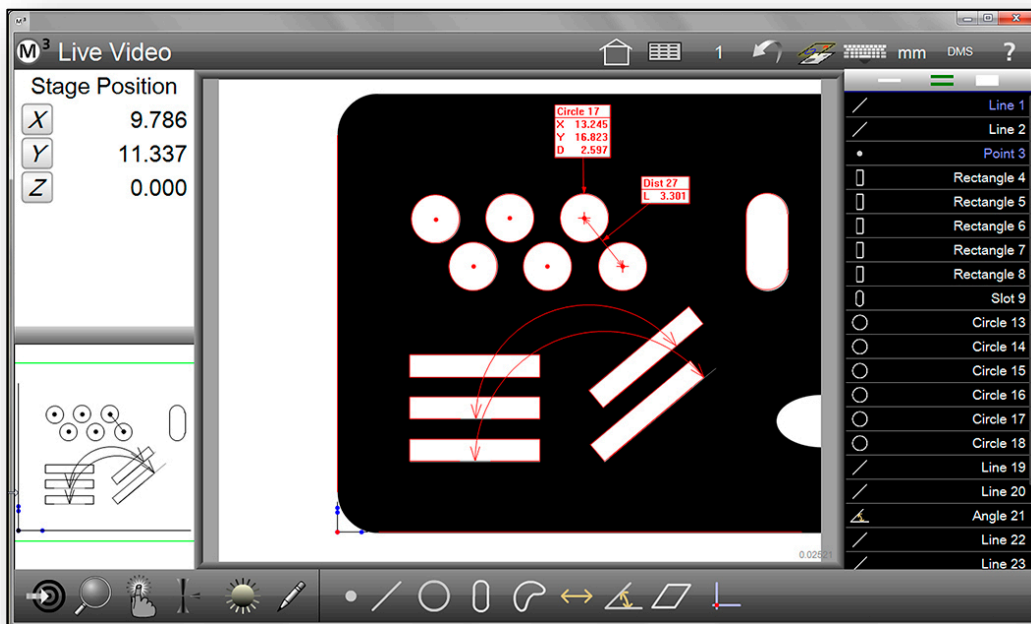 M³
M³ Live Video
1
mm
DMS
?
Stage Position
X 9.786
Y 11.337
Z 0.000
Circle 17
X 13.245
Y 16.823
D 2.597
Dist 27
L 3.301
0.02521
Line 1
Line 2
Point 3
Rectangle 4
Rectangle 5
Rectangle 6
Rectangle 7
Rectangle 8
Slot 9
Circle 13
Circle 14
Circle 15
Circle 16
Circle 17
Circle 18
Line 19
Line 20
Angle 21
Line 22
Line 23